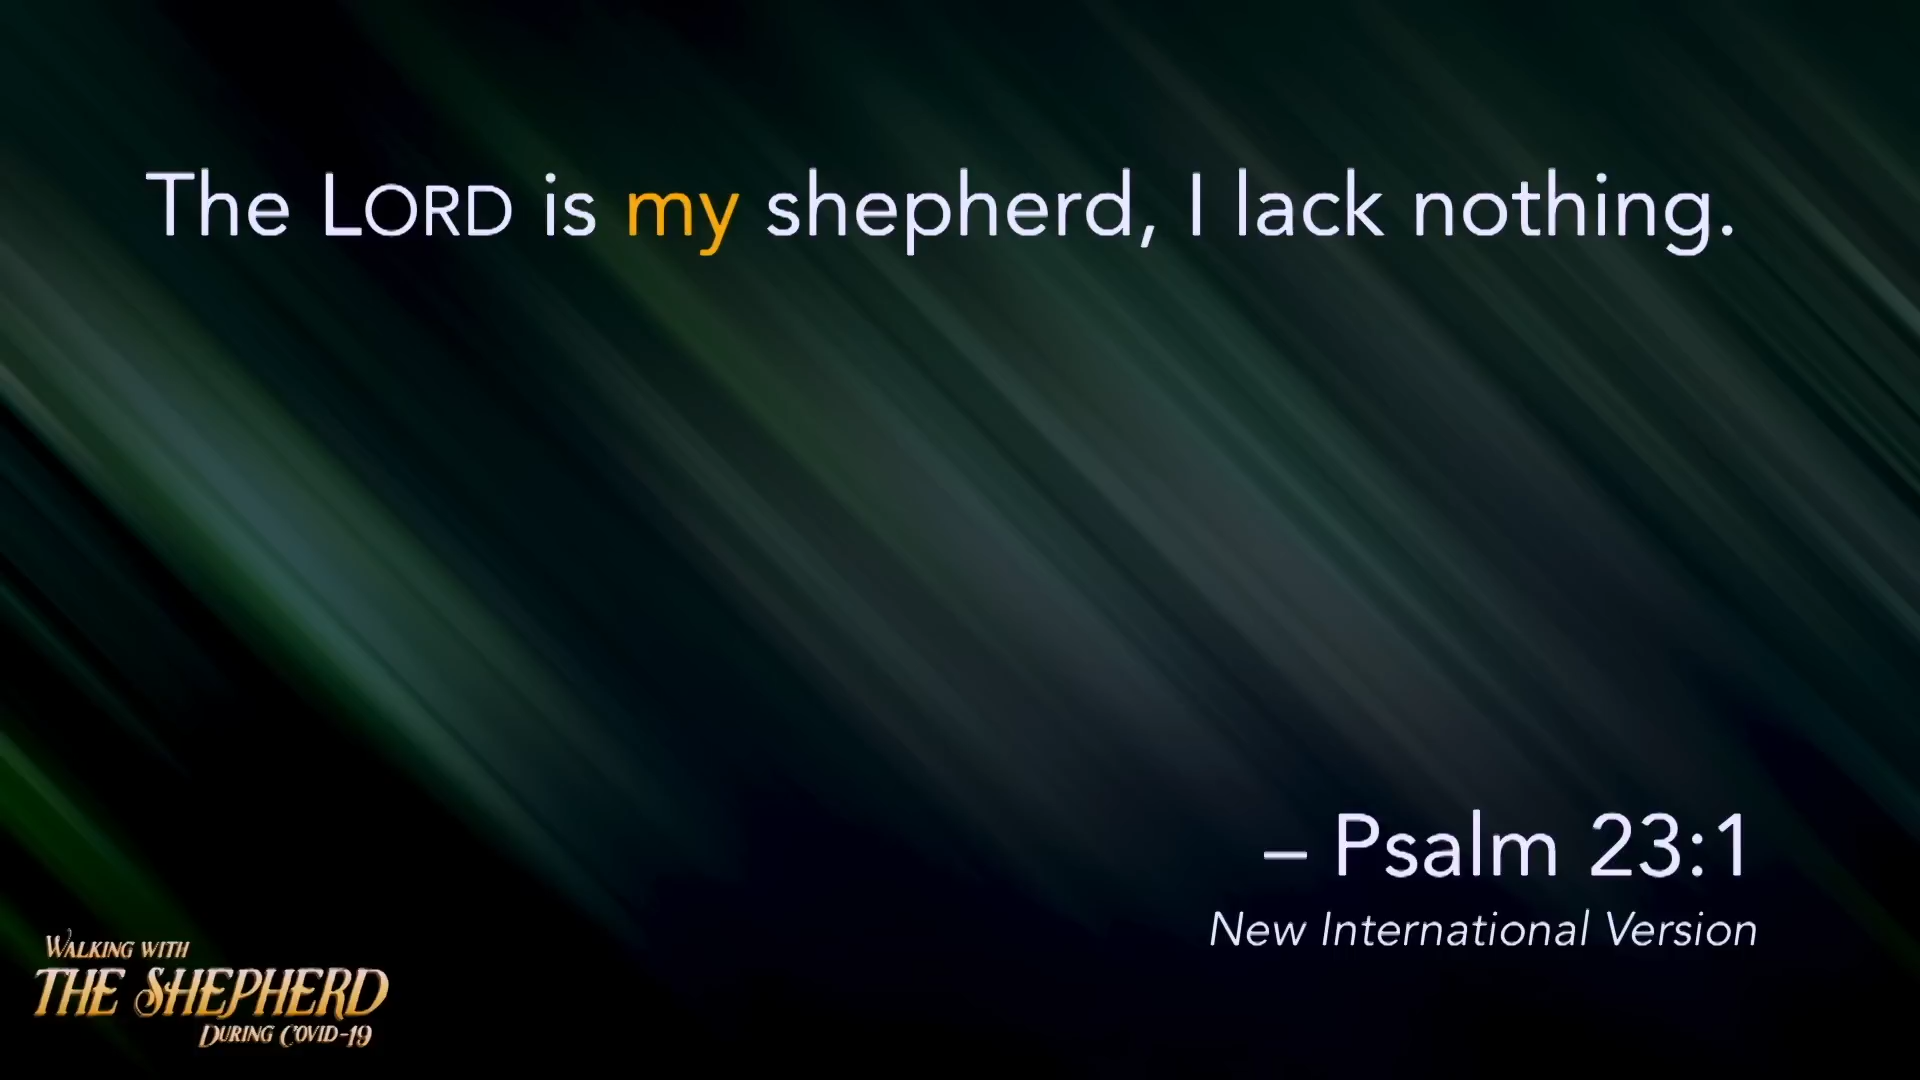 The LORD is my shepherd, I lack nothing.
– Psalm 23:1
New International Version
WALKING WITH
THE SHEPHERD
DURING COVID-19